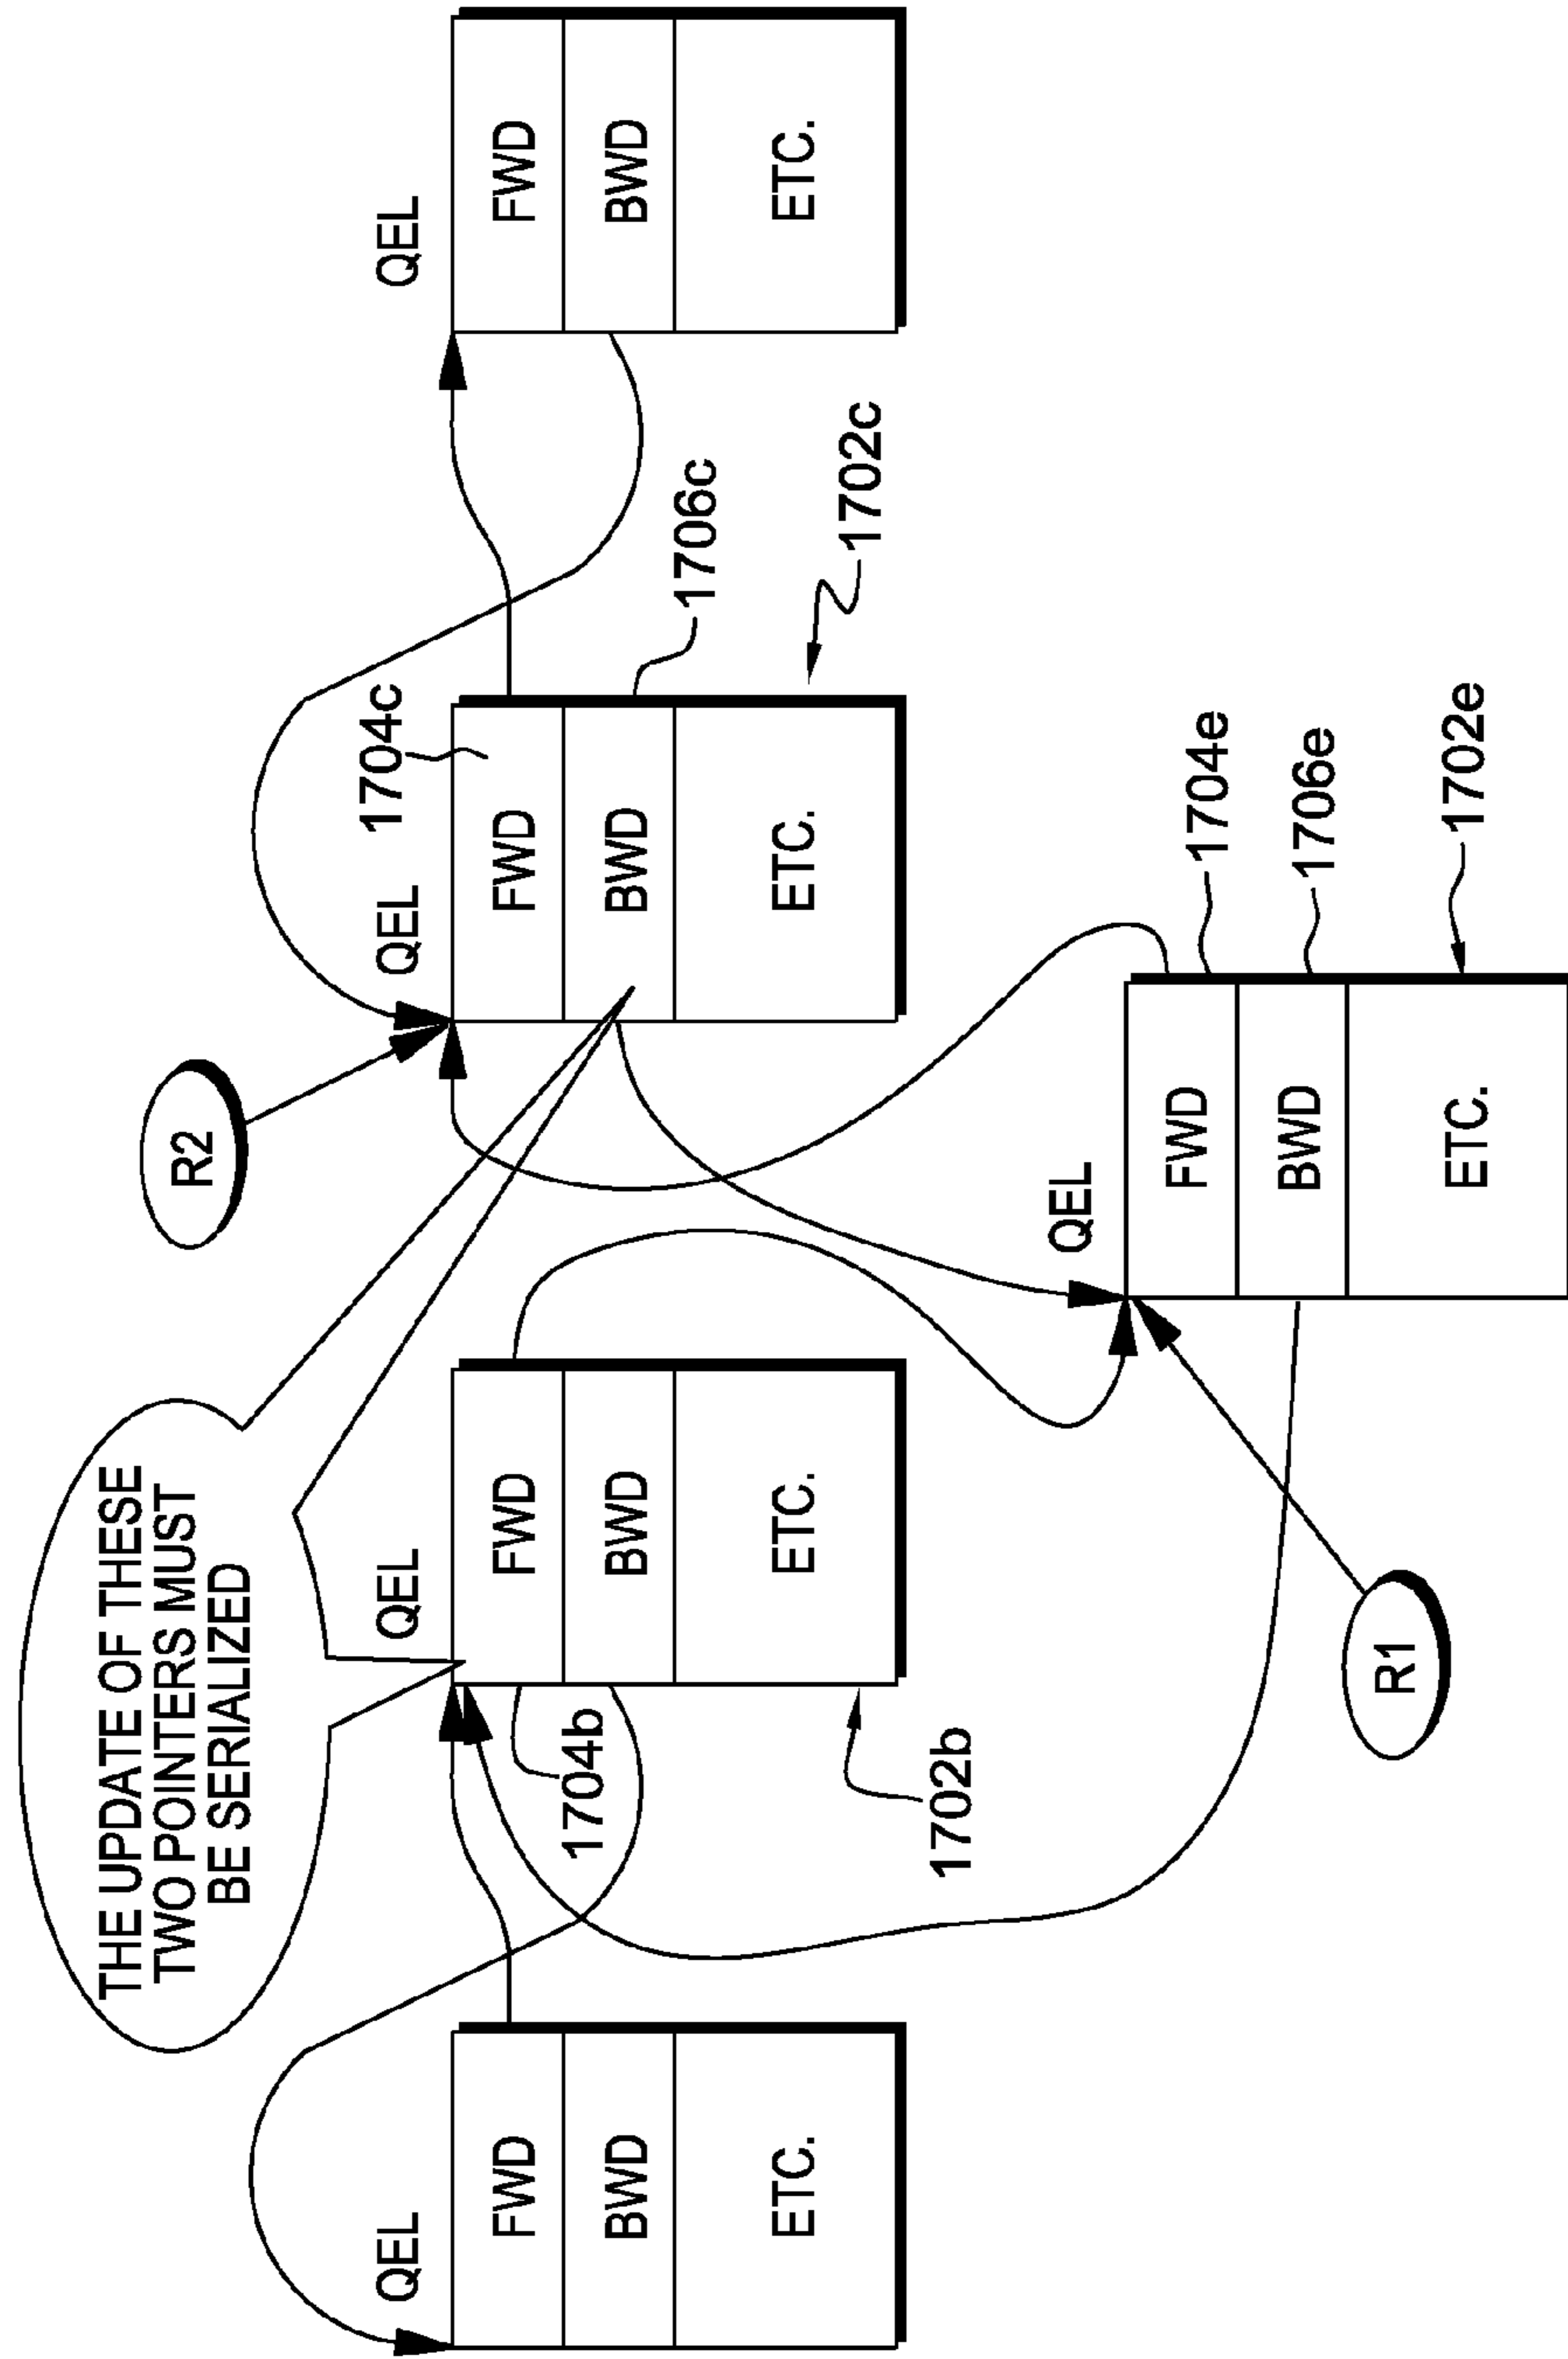 THE UPDATE OF THESE
TWO POINTERS MUST
BE SERIALIZED
R2
QEL
FWD
BWD
ETC.
QEL
FWD
BWD
ETC.
1704b
1702b
QEL
1704c
FWD
BWD
ETC.
1706c
1702c
QEL
FWD
BWD
ETC.
QEL
FWD
BWD
ETC.
1704e
1706e
1702e
R1